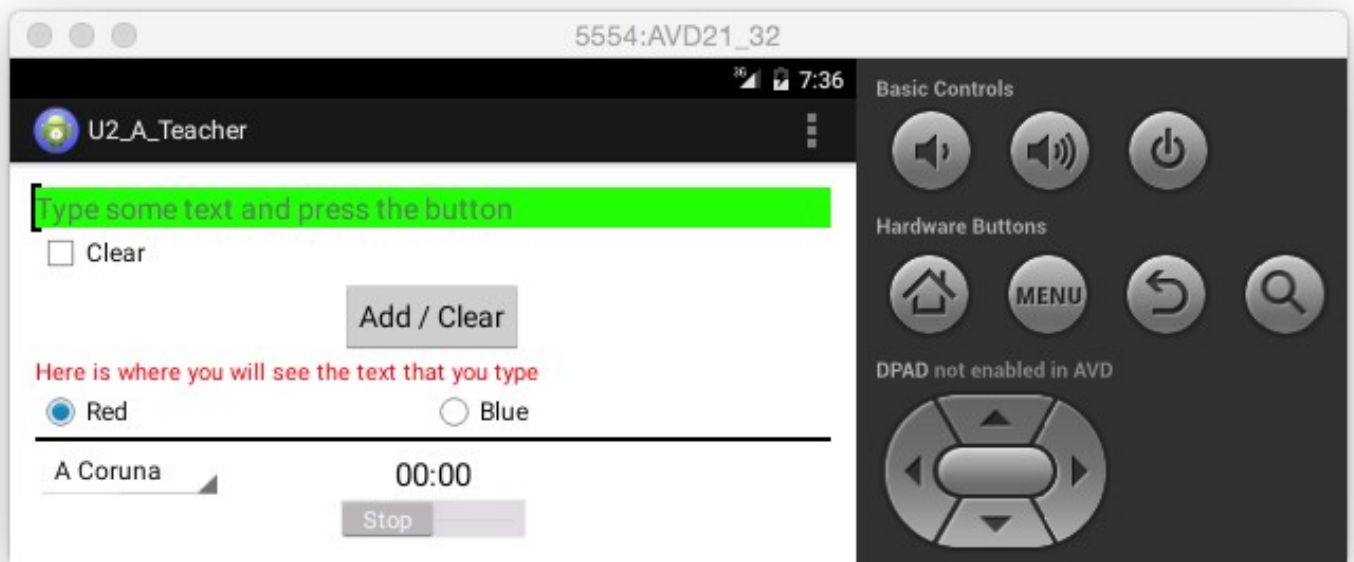 5554:AVD21_32
3G 7:36
U2_A_Teacher
Type some text and press the button
Clear
Add / Clear
Here is where you will see the text that you type
Red Blue
A Coruna 00:00
Stop
Basic Controls
Hardware Buttons
MENU
DPAD not enabled in AVD